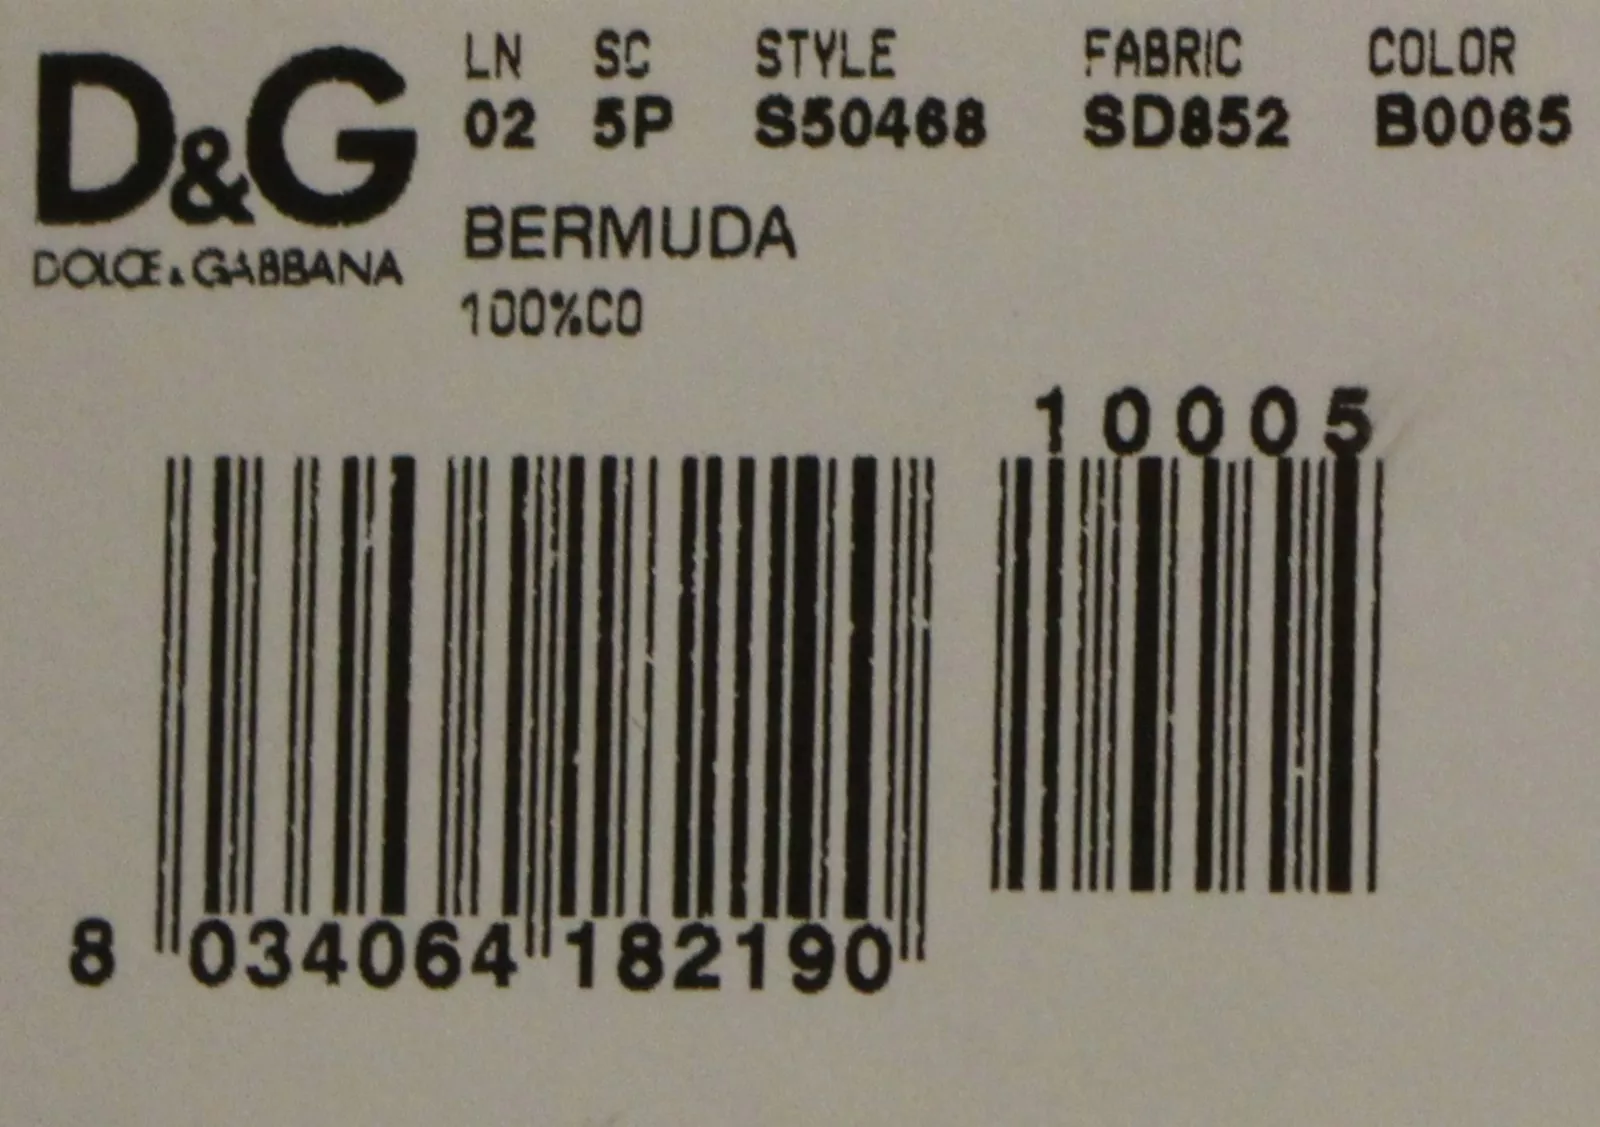 D&G
DOLCE & GABBANA
LN SC STYLE FABRIC COLOR
02 5P S50468 SD852 B0065
BERMUDA
100%CO
10005
8 034064 182190